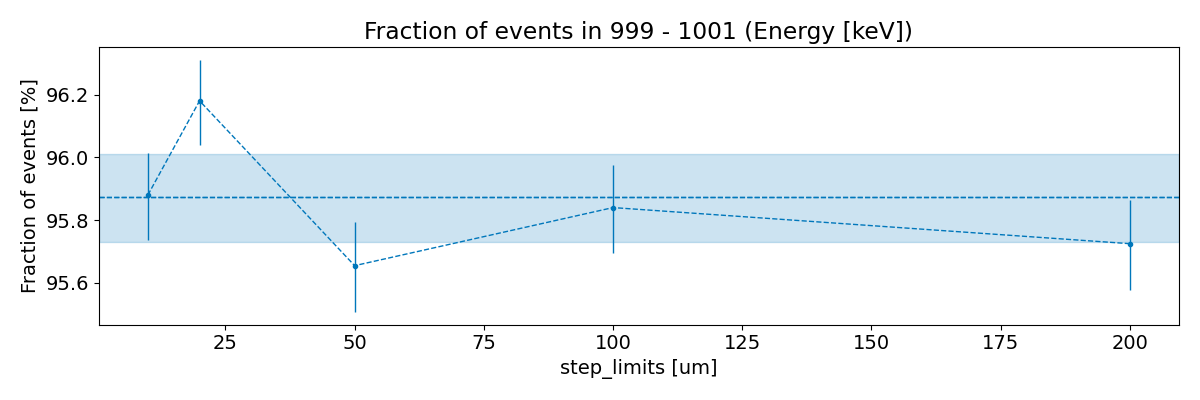 Fraction of events in 999 - 1001 (Energy [keV])
Fraction of events [%]
96.2
96.0
95.8
95.6
25 50 75 100 125 150 175 200
step_limits [um]